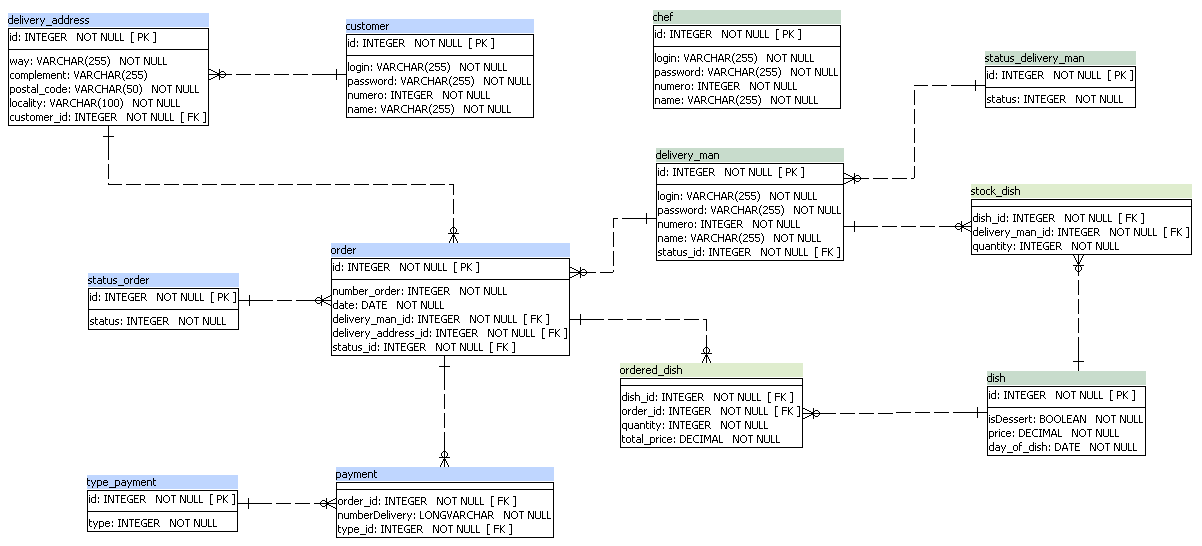 delivery_address
id: INTEGER NOT NULL [ PK ]
way: VARCHAR(255) NOT NULL
complement: VARCHAR(255)
postal_code: VARCHAR(50) NOT NULL
locality: VARCHAR(100) NOT NULL
customer_id: INTEGER NOT NULL [ FK ]
customer
id: INTEGER NOT NULL [ PK ]
login: VARCHAR(255) NOT NULL
password: VARCHAR(255) NOT NULL
numero: INTEGER NOT NULL
name: VARCHAR(255) NOT NULL
chef
id: INTEGER NOT NULL [ PK ]
login: VARCHAR(255) NOT NULL
password: VARCHAR(255) NOT NULL
numero: INTEGER NOT NULL
name: VARCHAR(255) NOT NULL
status_delivery_man
id: INTEGER NOT NULL [ PK ]
status: INTEGER NOT NULL
delivery_man
id: INTEGER NOT NULL [ PK ]
login: VARCHAR(255) NOT NULL
password: VARCHAR(255) NOT NULL
numero: INTEGER NOT NULL
name: VARCHAR(255) NOT NULL
status_id: INTEGER NOT NULL [ FK ]
stock_dish
dish_id: INTEGER NOT NULL [ FK ]
delivery_man_id: INTEGER NOT NULL [ FK ]
quantity: INTEGER NOT NULL
order
id: INTEGER NOT NULL [ PK ]
number_order: INTEGER NOT NULL
date: DATE NOT NULL
delivery_man_id: INTEGER NOT NULL [ FK ]
delivery_address_id: INTEGER NOT NULL [ FK ]
status_id: INTEGER NOT NULL [ FK ]
status_order
id: INTEGER NOT NULL [ PK ]
status: INTEGER NOT NULL
ordered_dish
dish_id: INTEGER NOT NULL [ FK ]
order_id: INTEGER NOT NULL [ FK ]
quantity: INTEGER NOT NULL
total_price: DECIMAL NOT NULL
dish
id: INTEGER NOT NULL [ PK ]
isDessert: BOOLEAN NOT NULL
price: DECIMAL NOT NULL
day_of_dish: DATE NOT NULL
type_payment
id: INTEGER NOT NULL [ PK ]
type: INTEGER NOT NULL
payment
order_id: INTEGER NOT NULL [ FK ]
numberDelivery: LONGVARCHAR NOT NULL
type_id: INTEGER NOT NULL [ FK ]